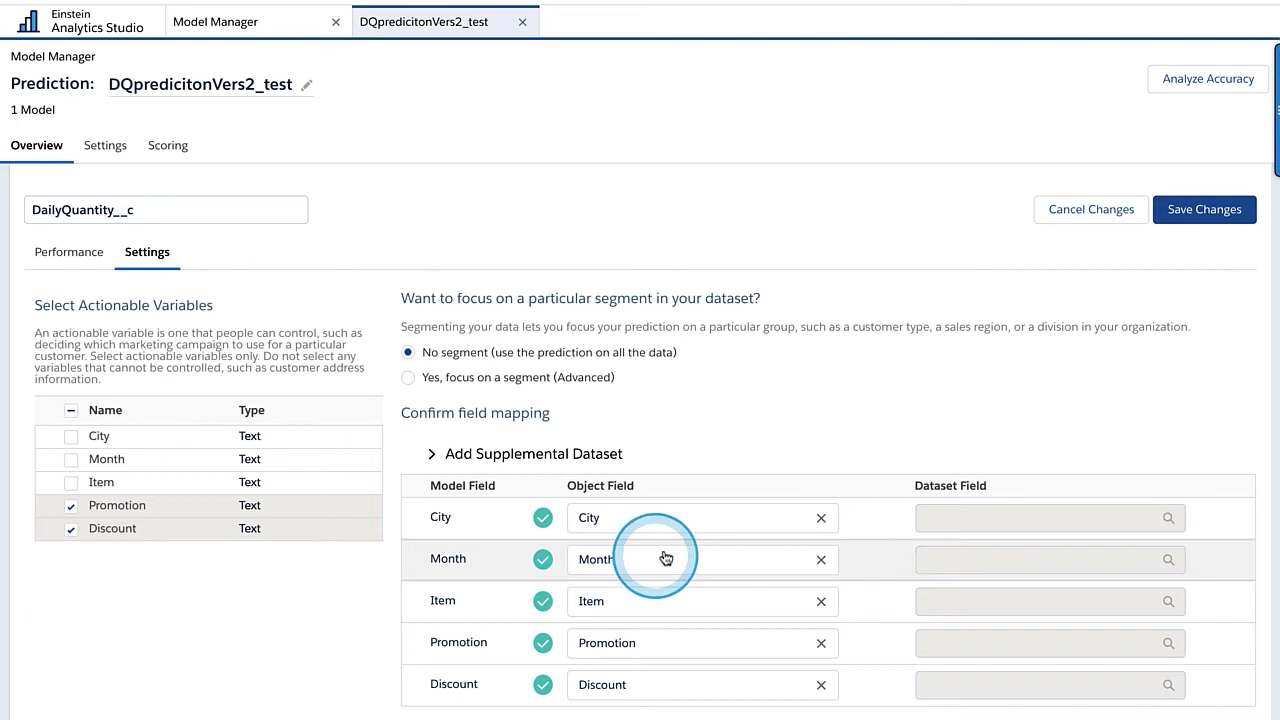 Einstein
Analytics Studio
Model Manager
DQpredicitonVers2_test
Model Manager
Prediction: DQpredicitonVers2_test
Analyze Accuracy
1 Model
Overview Settings Scoring
DailyQuantity__c
Cancel Changes Save Changes
Performance Settings
Select Actionable Variables
An actionable variable is one that people can control, such as
deciding which marketing campaign to use for a particular
customer. Select actionable variables only. Do not select any
variables that cannot be controlled, such as customer address
information.
Name Type
City Text
Month Text
Item Text
Promotion Text
Discount Text
Want to focus on a particular segment in your dataset?
Segmenting your data lets you focus your prediction on a particular group, such as a customer type, a sales region, or a division in your organization.
No segment (use the prediction on all the data)
Yes, focus on a segment (Advanced)
Confirm field mapping
Add Supplemental Dataset
Model Field Object Field Dataset Field
City City
Month Month
Item Item
Promotion Promotion
Discount Discount